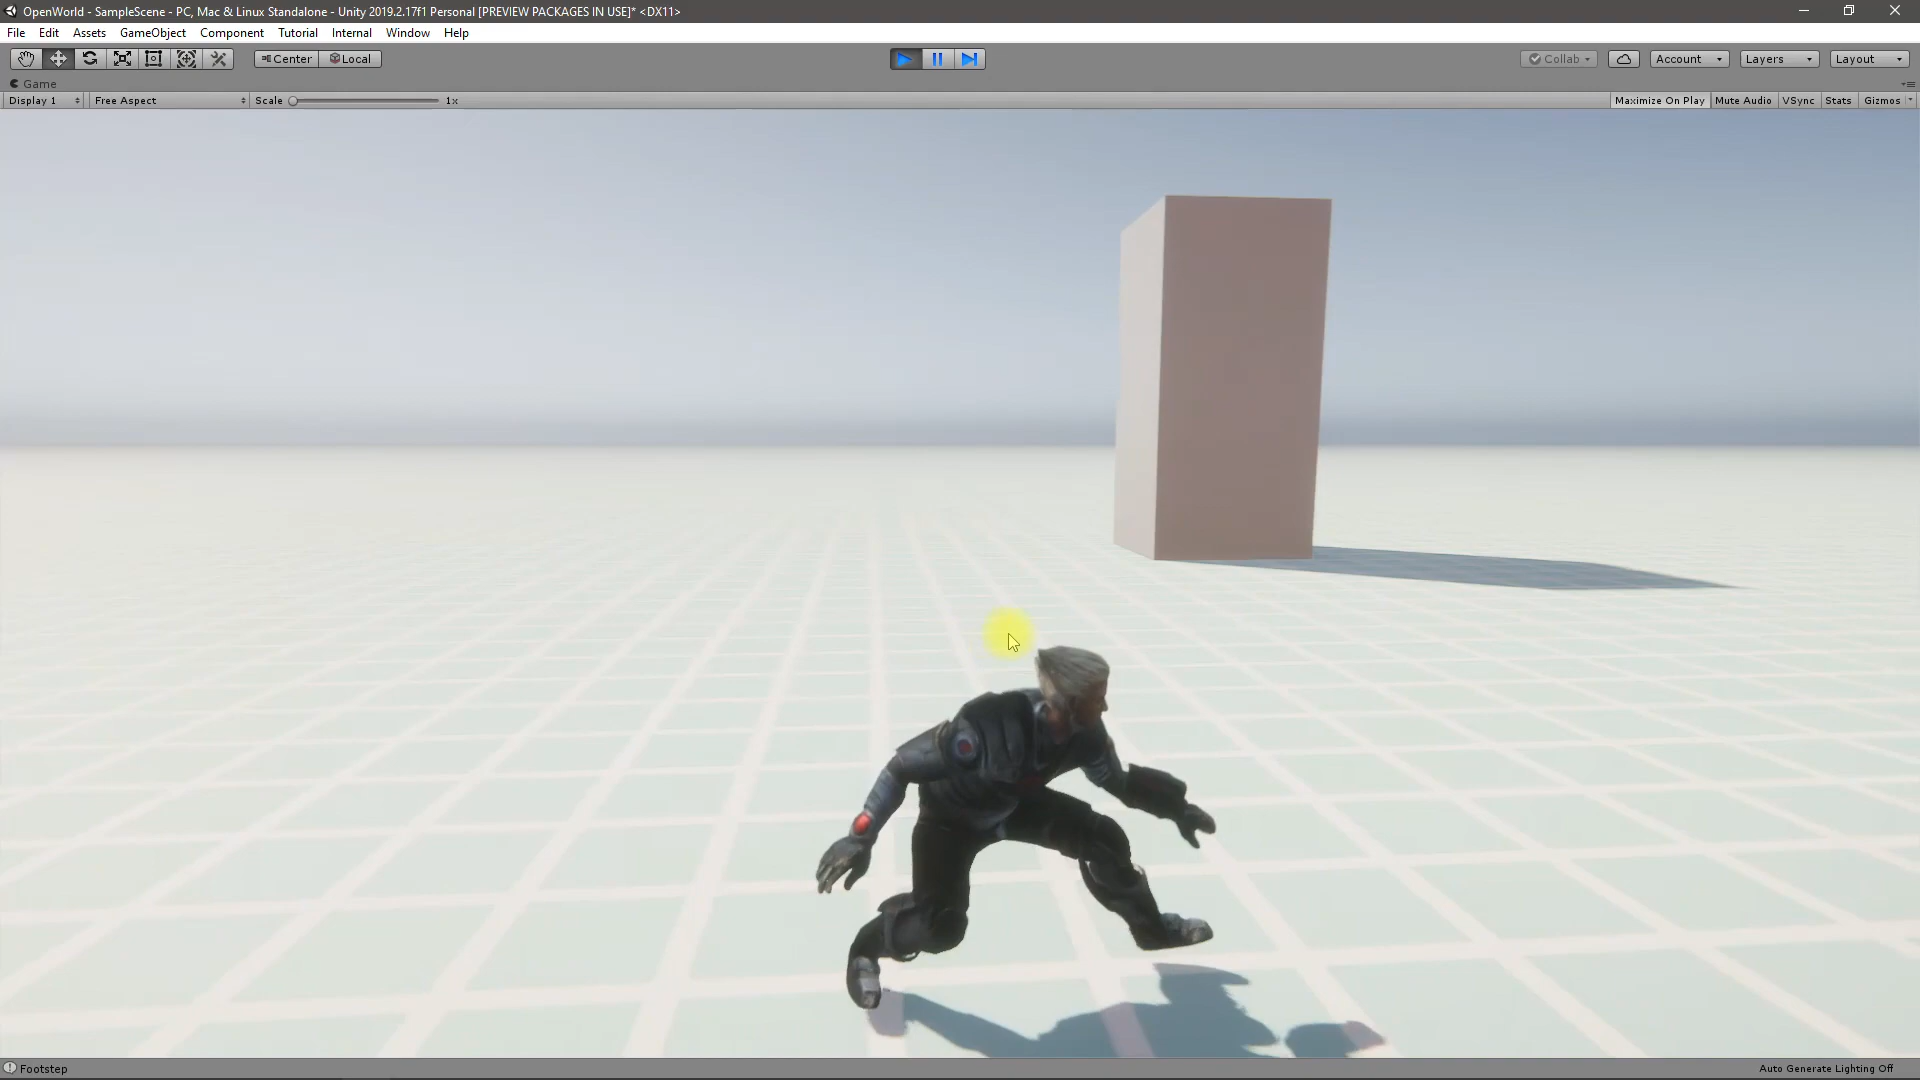 OpenWorld - SampleScene - PC, Mac & Linux Standalone - Unity 2019.2.17f1 Personal [PREVIEW PACKAGES IN USE]* <DX11>
File Edit Assets GameObject Component Tutorial Internal Window Help
Center Local Collab Account Layers Layout
Game
Display 1 Free Aspect Scale 1x Maximize On Play Mute Audio VSync Stats Gizmos
Footstep Auto Generate Lighting Off